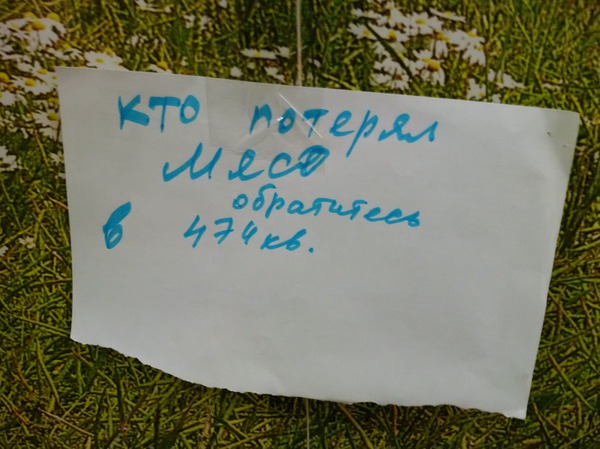 кто потерял
мясо
обратитесь
в 474кв.